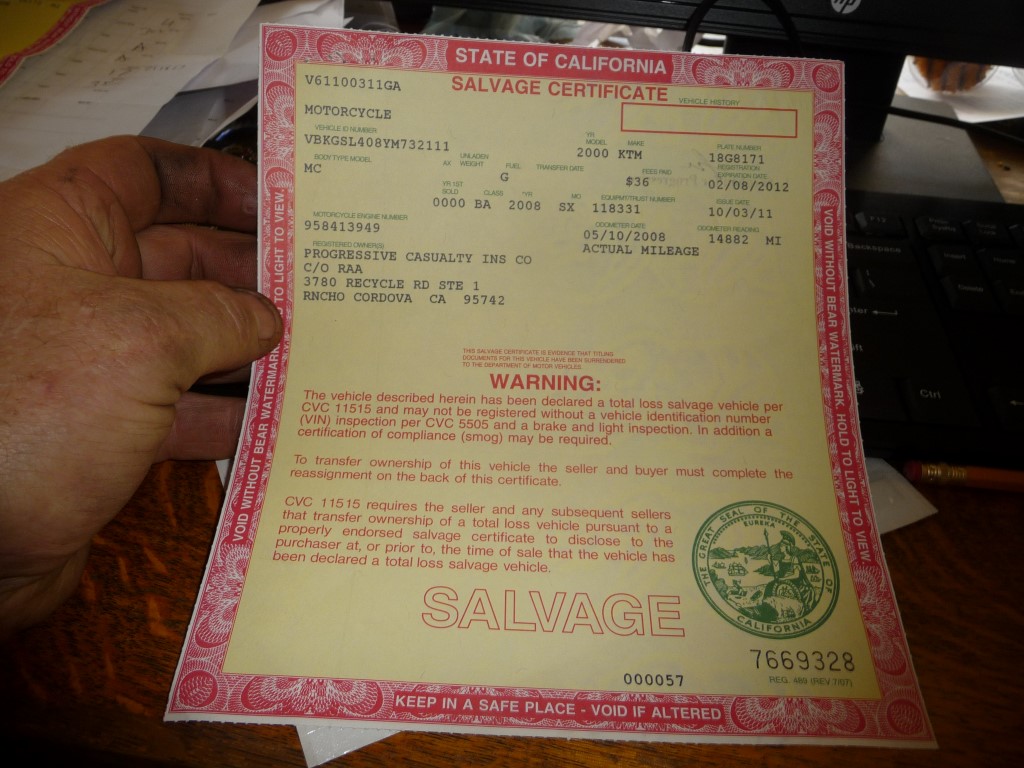 STATE OF CALIFORNIA
SALVAGE CERTIFICATE
V61100311GA
VEHICLE HISTORY
MOTORCYCLE
VEHICLE ID NUMBER
YR MODEL MAKE PLATE NUMBER
VBKGSL408YM732111 2000 KTM 18G8171
BODY TYPE MODEL AX UNLADEN WEIGHT FUEL TRANSFER DATE FEES PAID REGISTRATION EXPIRATION DATE
MC G $36 02/08/2012
YR 1ST SOLD CLASS *YR MO EQUIPMT/TRUST NUMBER ISSUE DATE
0000 BA 2008 SX 118331 10/03/11
MOTORCYCLE ENGINE NUMBER ODOMETER DATE ODOMETER READING
958413949 05/10/2008 14882 MI
REGISTERED OWNER(S) ACTUAL MILEAGE
PROGRESSIVE CASUALTY INS CO
C/O RAA
3780 RECYCLE RD STE 1
RNCHO CORDOVA CA 95742
THIS SALVAGE CERTIFICATE IS EVIDENCE THAT TITLING
DOCUMENTS FOR THIS VEHICLE HAVE BEEN SURRENDERED
TO THE DEPARTMENT OF MOTOR VEHICLES.
WARNING:
The vehicle described herein has been declared a total loss salvage vehicle per
CVC 11515 and may not be registered without a vehicle identification number
(VIN) inspection per CVC 5505 and a brake and light inspection. In addition a
certification of compliance (smog) may be required.
To transfer ownership of this vehicle the seller and buyer must complete the
reassignment on the back of this certificate.
CVC 11515 requires the seller and any subsequent sellers
that transfer ownership of a total loss vehicle pursuant to a
properly endorsed salvage certificate to disclose to the
purchaser at, or prior to, the time of sale that the vehicle has
been declared a total loss salvage vehicle.
SALVAGE
THE GREAT SEAL OF THE STATE OF CALIFORNIA
EUREKA
7669328
000057
REG. 489 (REV.7/07)
KEEP IN A SAFE PLACE - VOID IF ALTERED
VOID WITHOUT BEAR WATERMARK. HOLD TO LIGHT TO VIEW.
VOID WITHOUT BEAR WATERMARK. HOLD TO LIGHT TO VIEW.
hp
Backspace
Ctrl